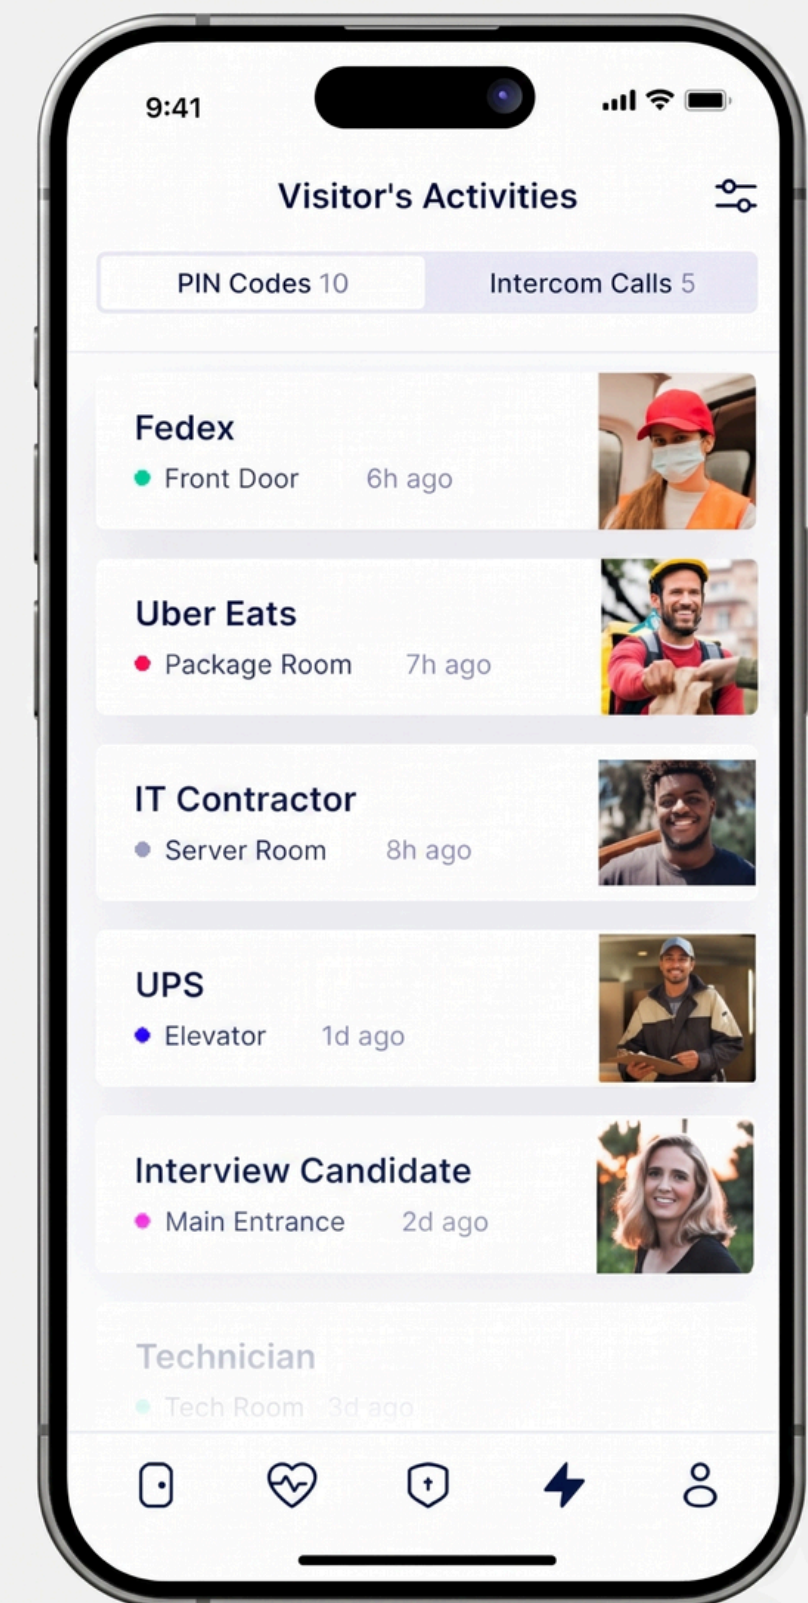 9:41
Visitor's Activities
PIN Codes 10
Intercom Calls 5
Fedex
Front Door 6h ago
Uber Eats
Package Room 7h ago
IT Contractor
Server Room 8h ago
UPS
Elevator 1d ago
Interview Candidate
Main Entrance 2d ago
Technician
Tech Room 3d ago